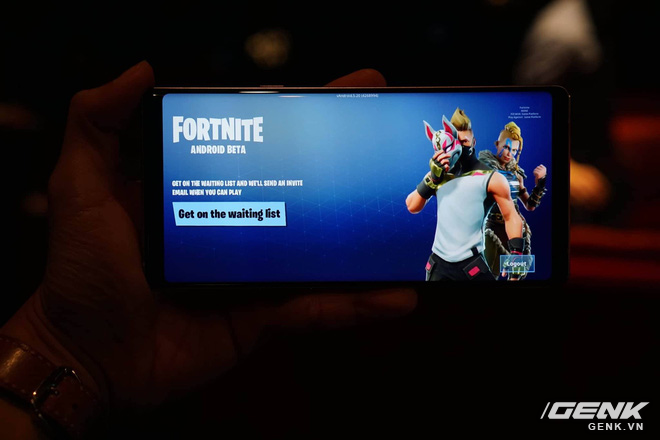 FORTNITE
ANDROID BETA
GET ON THE WAITING LIST AND WE'LL SEND AN INVITE
EMAIL WHEN YOU CAN PLAY
Get on the waiting list
Logout
GENK
GENK.VN